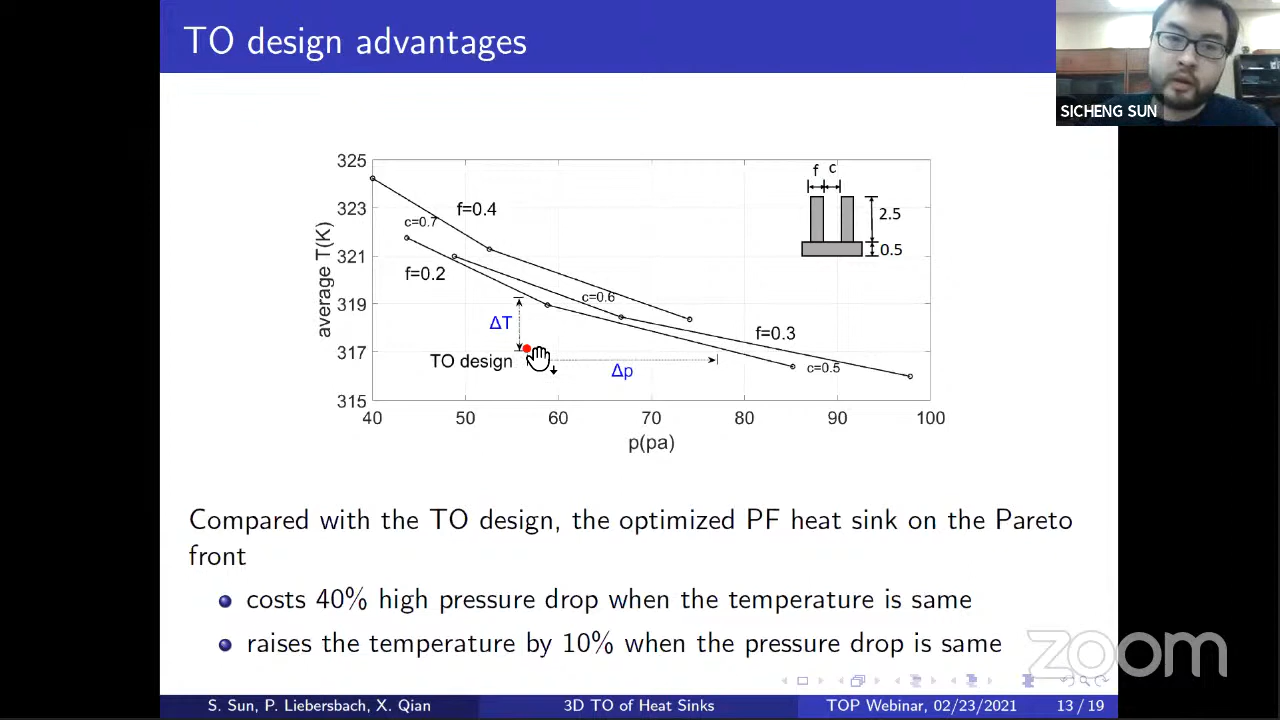 TO design advantages
SICHENG SUN
325
323
321
319
317
315
average T(K)
40
50
60
70
80
90
100
p(pa)
f=0.4
c=0.7
f=0.2
c=0.6
f=0.3
c=0.5
ΔT
TO design
Δp
f c
2.5
0.5
Compared with the TO design, the optimized PF heat sink on the Pareto
front
costs 40% high pressure drop when the temperature is same
raises the temperature by 10% when the pressure drop is same
zoom
S. Sun, P. Liebersbach, X. Qian
3D TO of Heat Sinks
TOP Webinar, 02/23/2021
13 / 19